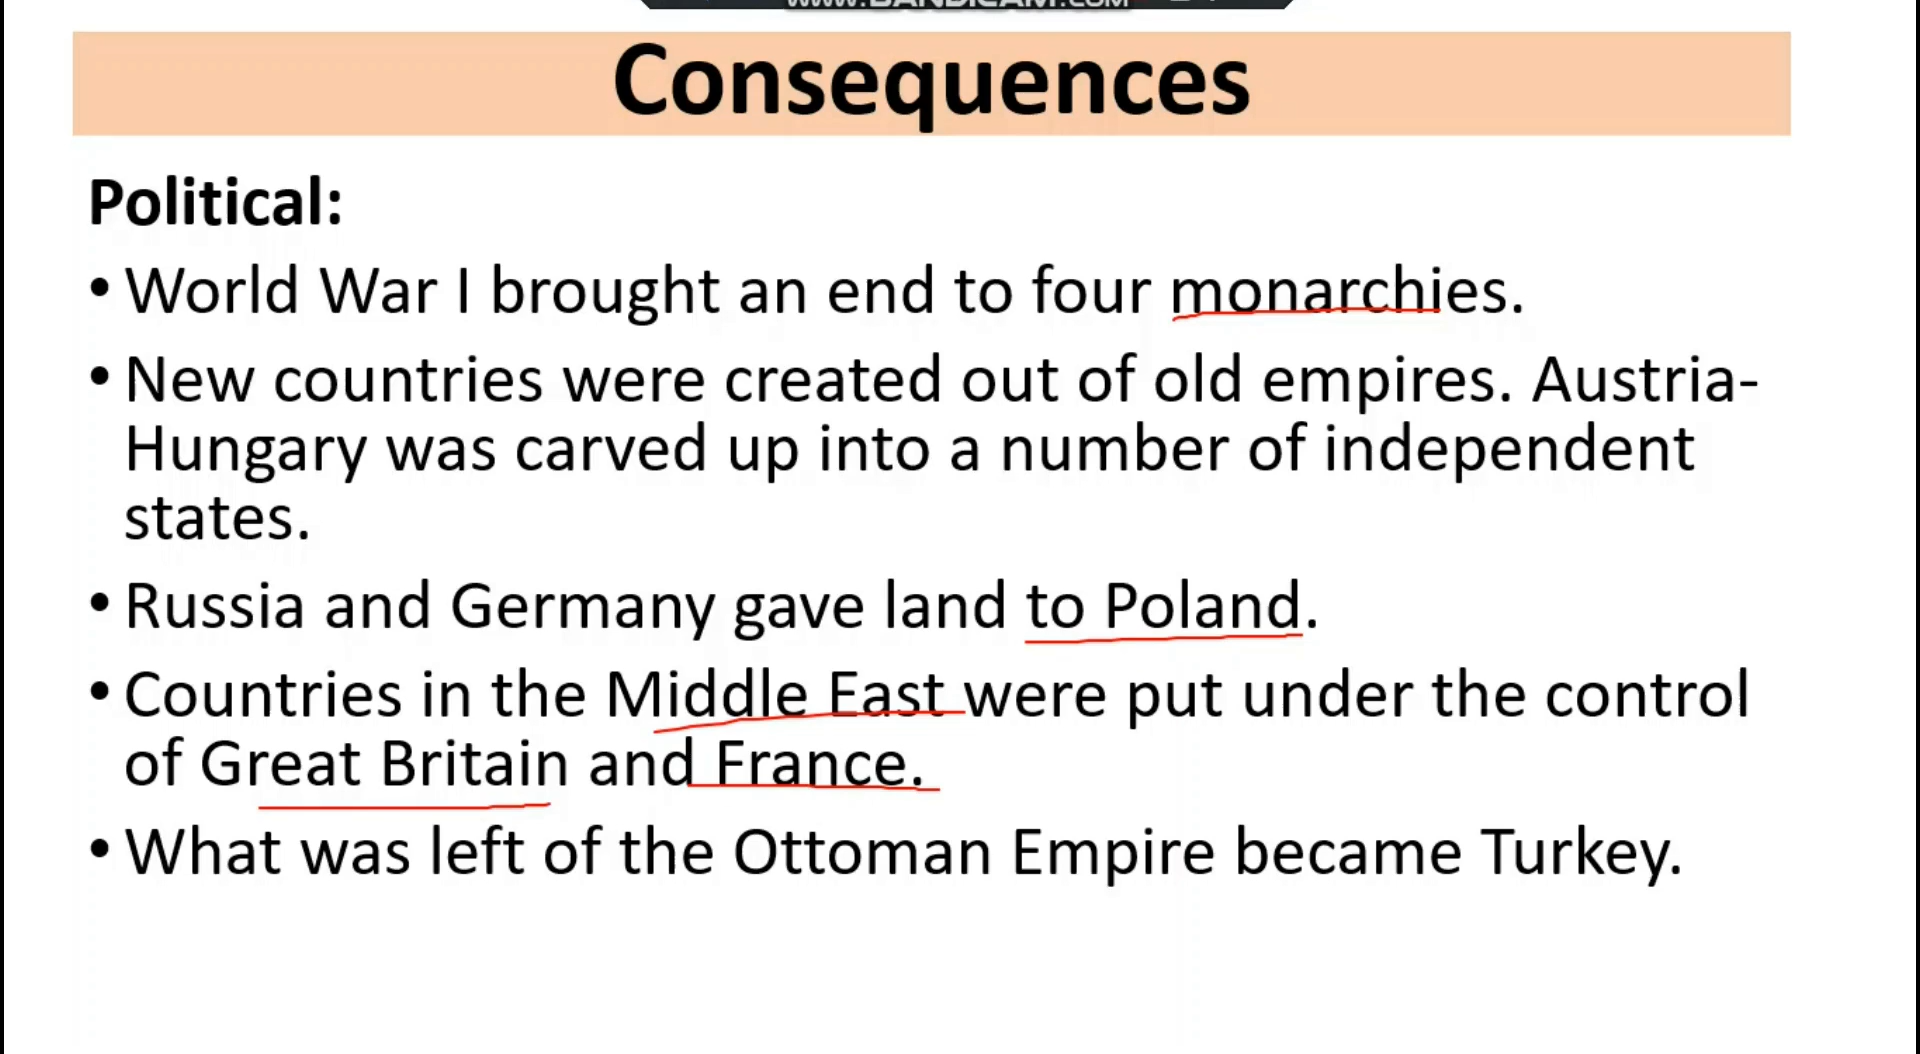 www.BANDICAM.com
Consequences
Political:
• World War I brought an end to four monarchies.
• New countries were created out of old empires. Austria-
Hungary was carved up into a number of independent
states.
• Russia and Germany gave land to Poland.
• Countries in the Middle East were put under the control
of Great Britain and France.
• What was left of the Ottoman Empire became Turkey.